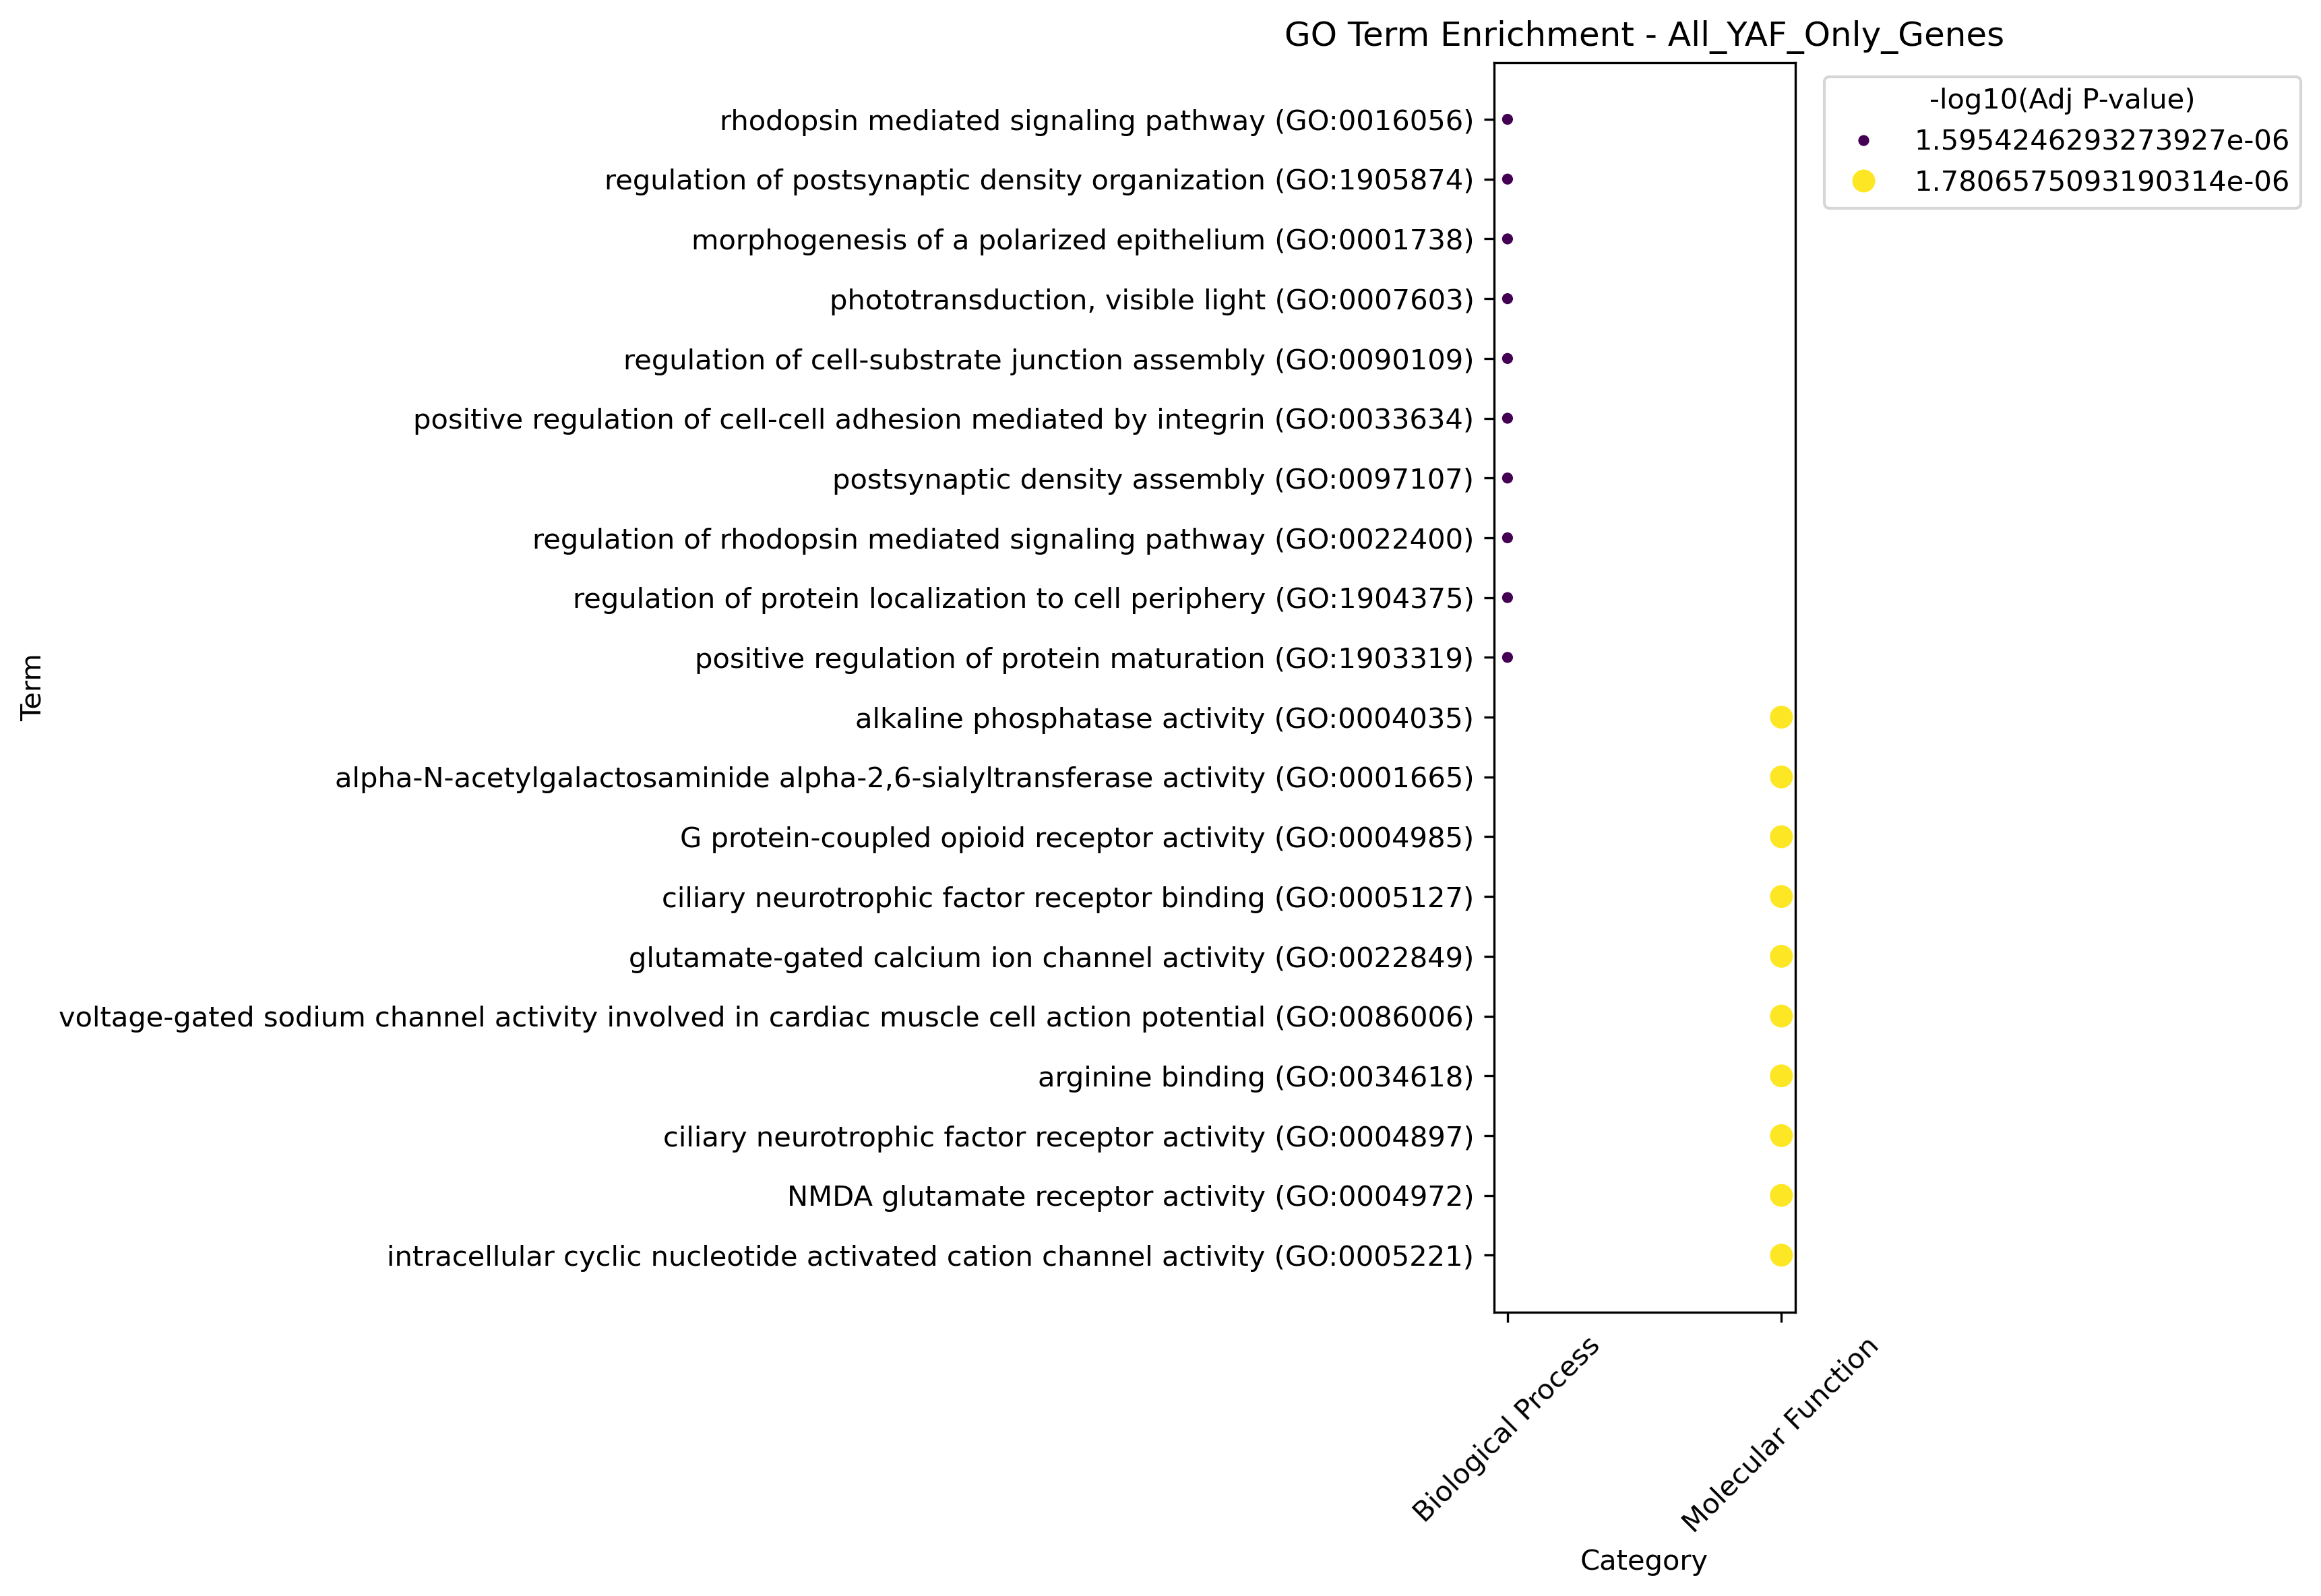 GO Term Enrichment - All_YAF_Only_Genes
-log10(Adj P-value)
1.5954246293273927e-06
1.7806575093190314e-06
rhodopsin mediated signaling pathway (GO:0016056)
regulation of postsynaptic density organization (GO:1905874)
morphogenesis of a polarized epithelium (GO:0001738)
phototransduction, visible light (GO:0007603)
regulation of cell-substrate junction assembly (GO:0090109)
positive regulation of cell-cell adhesion mediated by integrin (GO:0033634)
postsynaptic density assembly (GO:0097107)
regulation of rhodopsin mediated signaling pathway (GO:0022400)
regulation of protein localization to cell periphery (GO:1904375)
positive regulation of protein maturation (GO:1903319)
alkaline phosphatase activity (GO:0004035)
alpha-N-acetylgalactosaminide alpha-2,6-sialyltransferase activity (GO:0001665)
G protein-coupled opioid receptor activity (GO:0004985)
ciliary neurotrophic factor receptor binding (GO:0005127)
glutamate-gated calcium ion channel activity (GO:0022849)
voltage-gated sodium channel activity involved in cardiac muscle cell action potential (GO:0086006)
arginine binding (GO:0034618)
ciliary neurotrophic factor receptor activity (GO:0004897)
NMDA glutamate receptor activity (GO:0004972)
intracellular cyclic nucleotide activated cation channel activity (GO:0005221)
Term
Biological Process
Molecular Function
Category